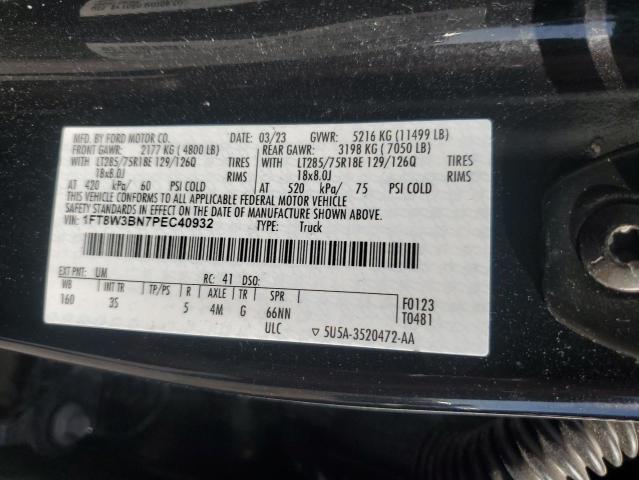 MFD. BY FORD MOTOR CO. DATE: 03/23 GVWR: 5216 KG (11499 LB)
FRONT GAWR: 2177 KG ( 4800 LB) REAR GAWR: 3198 KG ( 7050 LB)
LT285/75R18E 129/126Q TIRES LT285/75R18E 129/126Q TIRES
18x8.0J RIMS 18x8.0J RIMS
AT 420 kPa/ 60 PSI COLD AT 520 kPa/ 75 PSI COLD
THIS VEHICLE CONFORMS TO ALL APPLICABLE FEDERAL MOTOR VEHICLE
SAFETY STANDARDS IN EFFECT ON THE DATE OF MANUFACTURE SHOWN ABOVE.
VIN: 1FT8W3BN7PEC40932 TYPE: Truck
EXT PNT: UM RC: 41 DSO:
WB INT TR TP/PS R AXLE TR SPR
160 3S 5 4M G 66NN
F0123
T0481
ULC ▽ 5U5A-3520472-AA